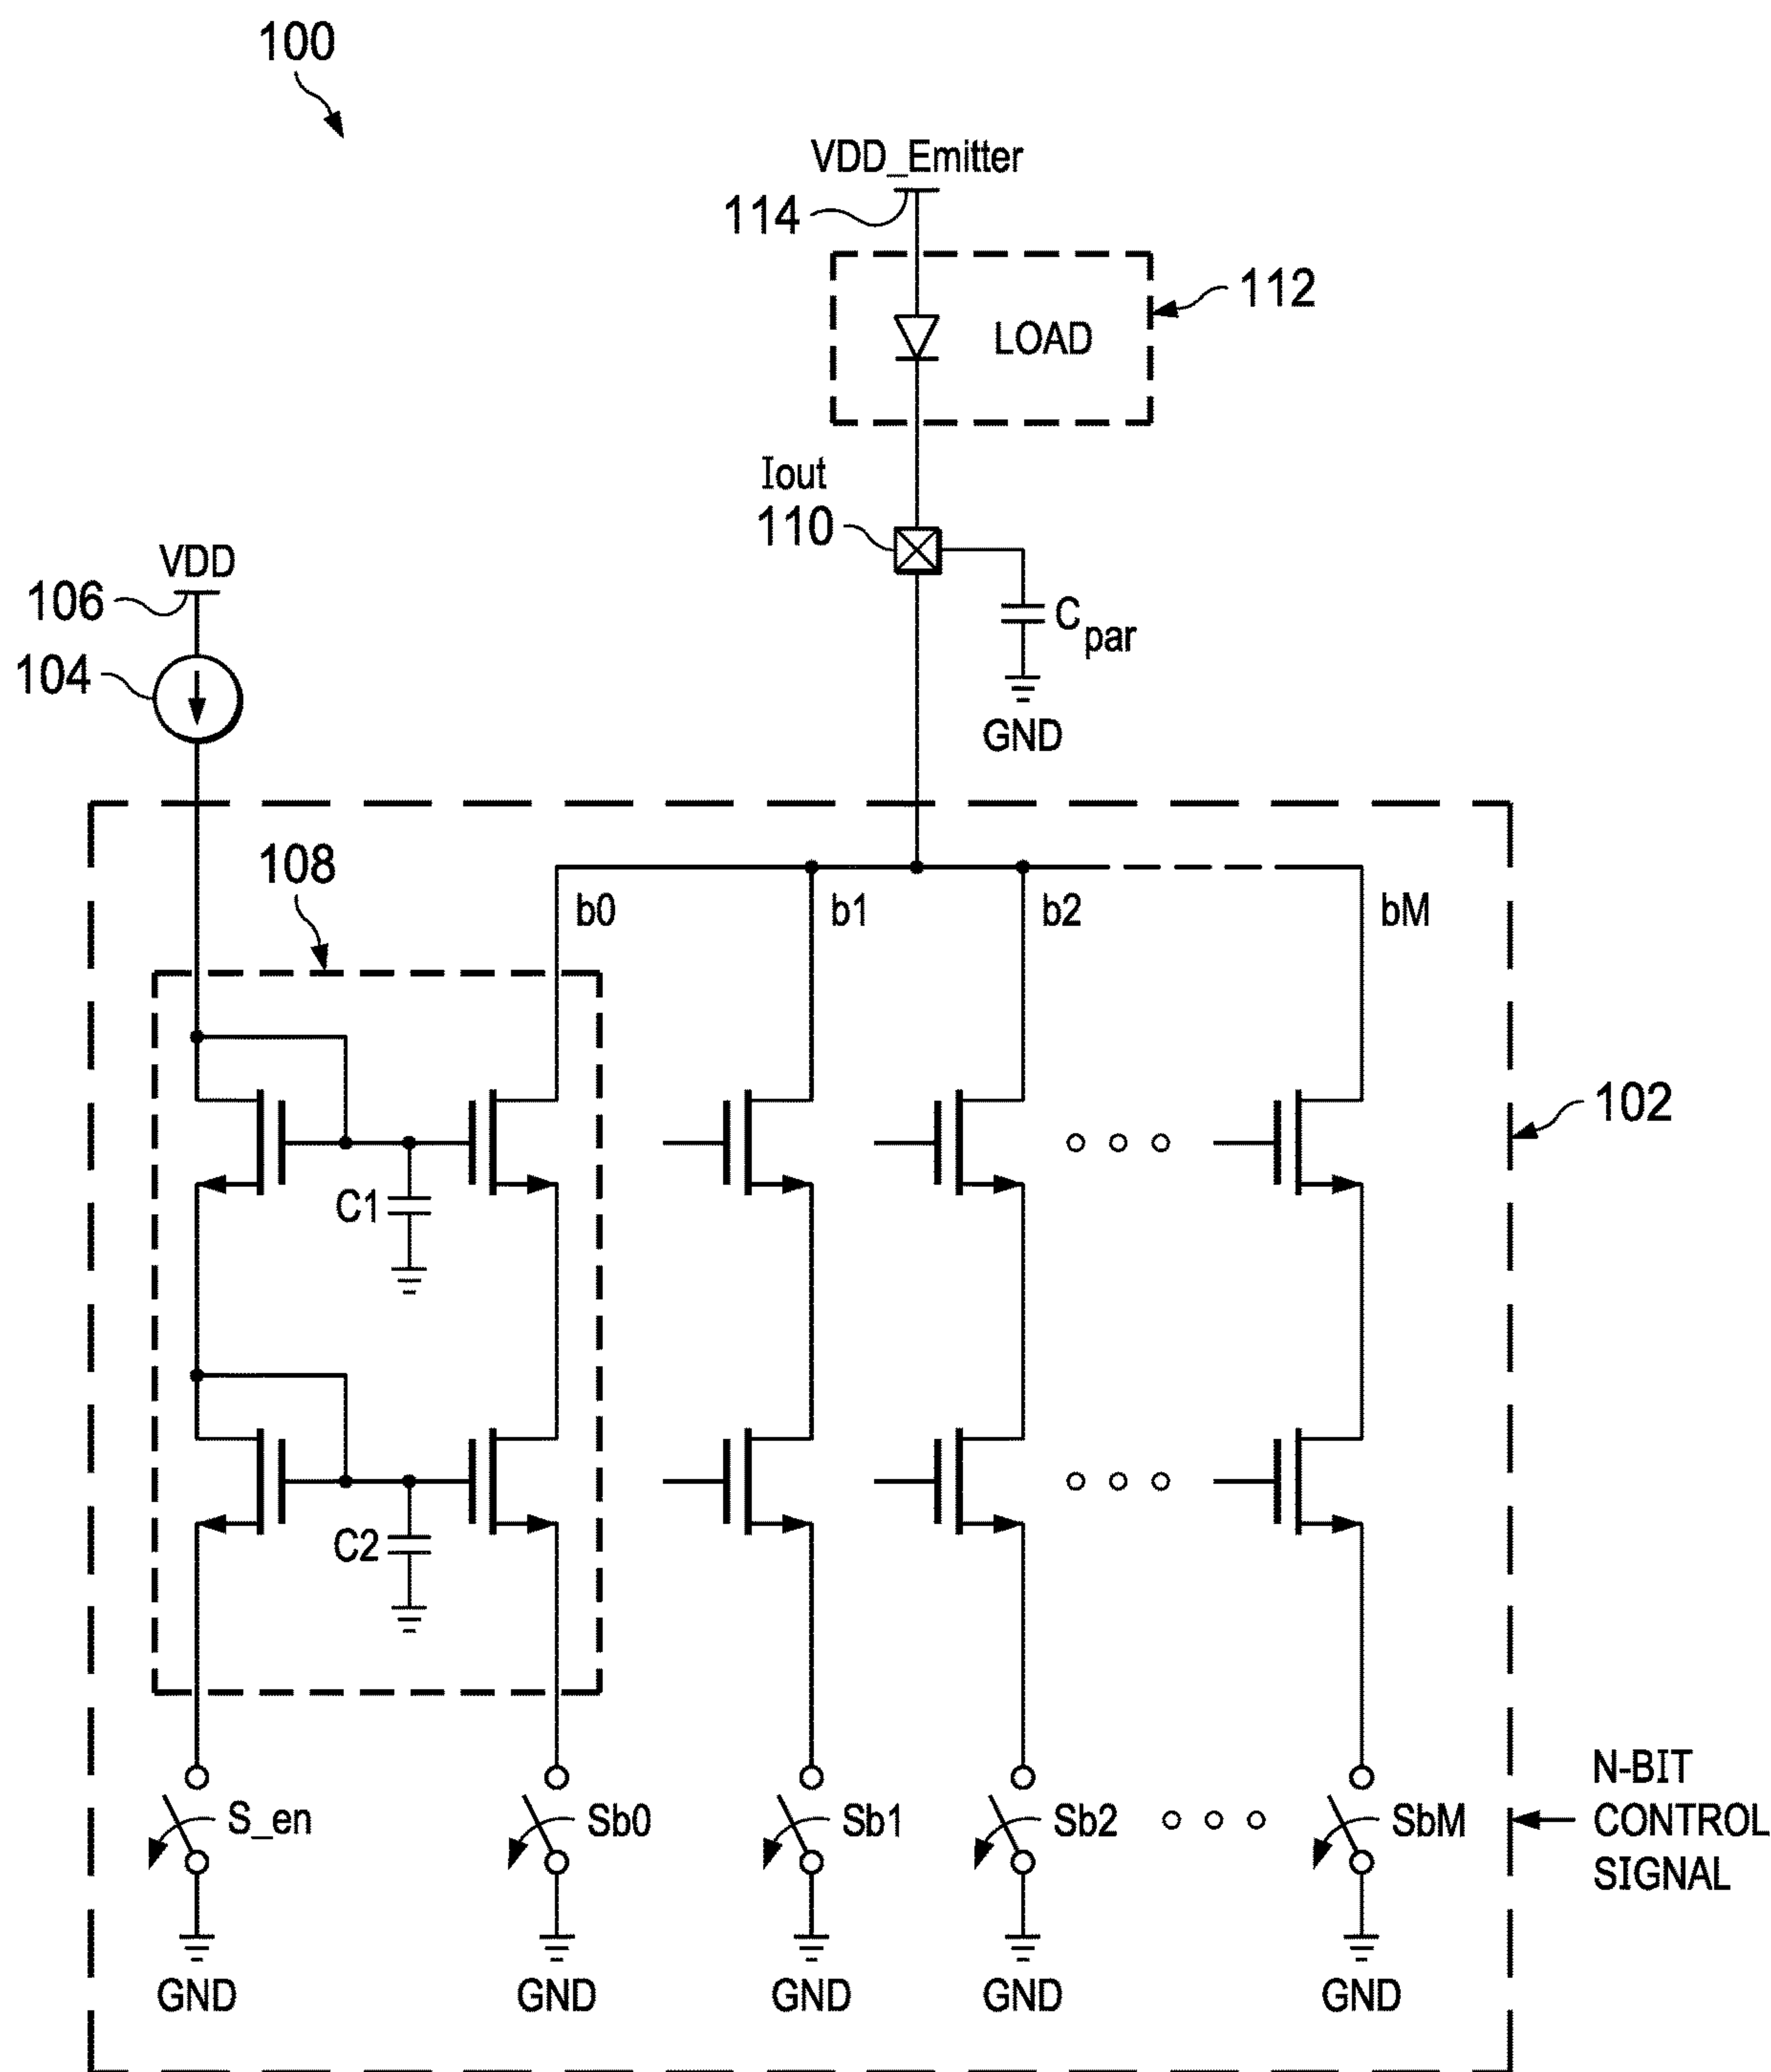 100
VDD_Emitter
114
112
LOAD
Iout
110
VDD
106
Cpar
104
GND
108
b0
b1
b2
bM
102
C1
C2
N-BIT
CONTROL
SIGNAL
S_en
Sb0
Sb1
Sb2
SbM
GND
GND
GND
GND
GND